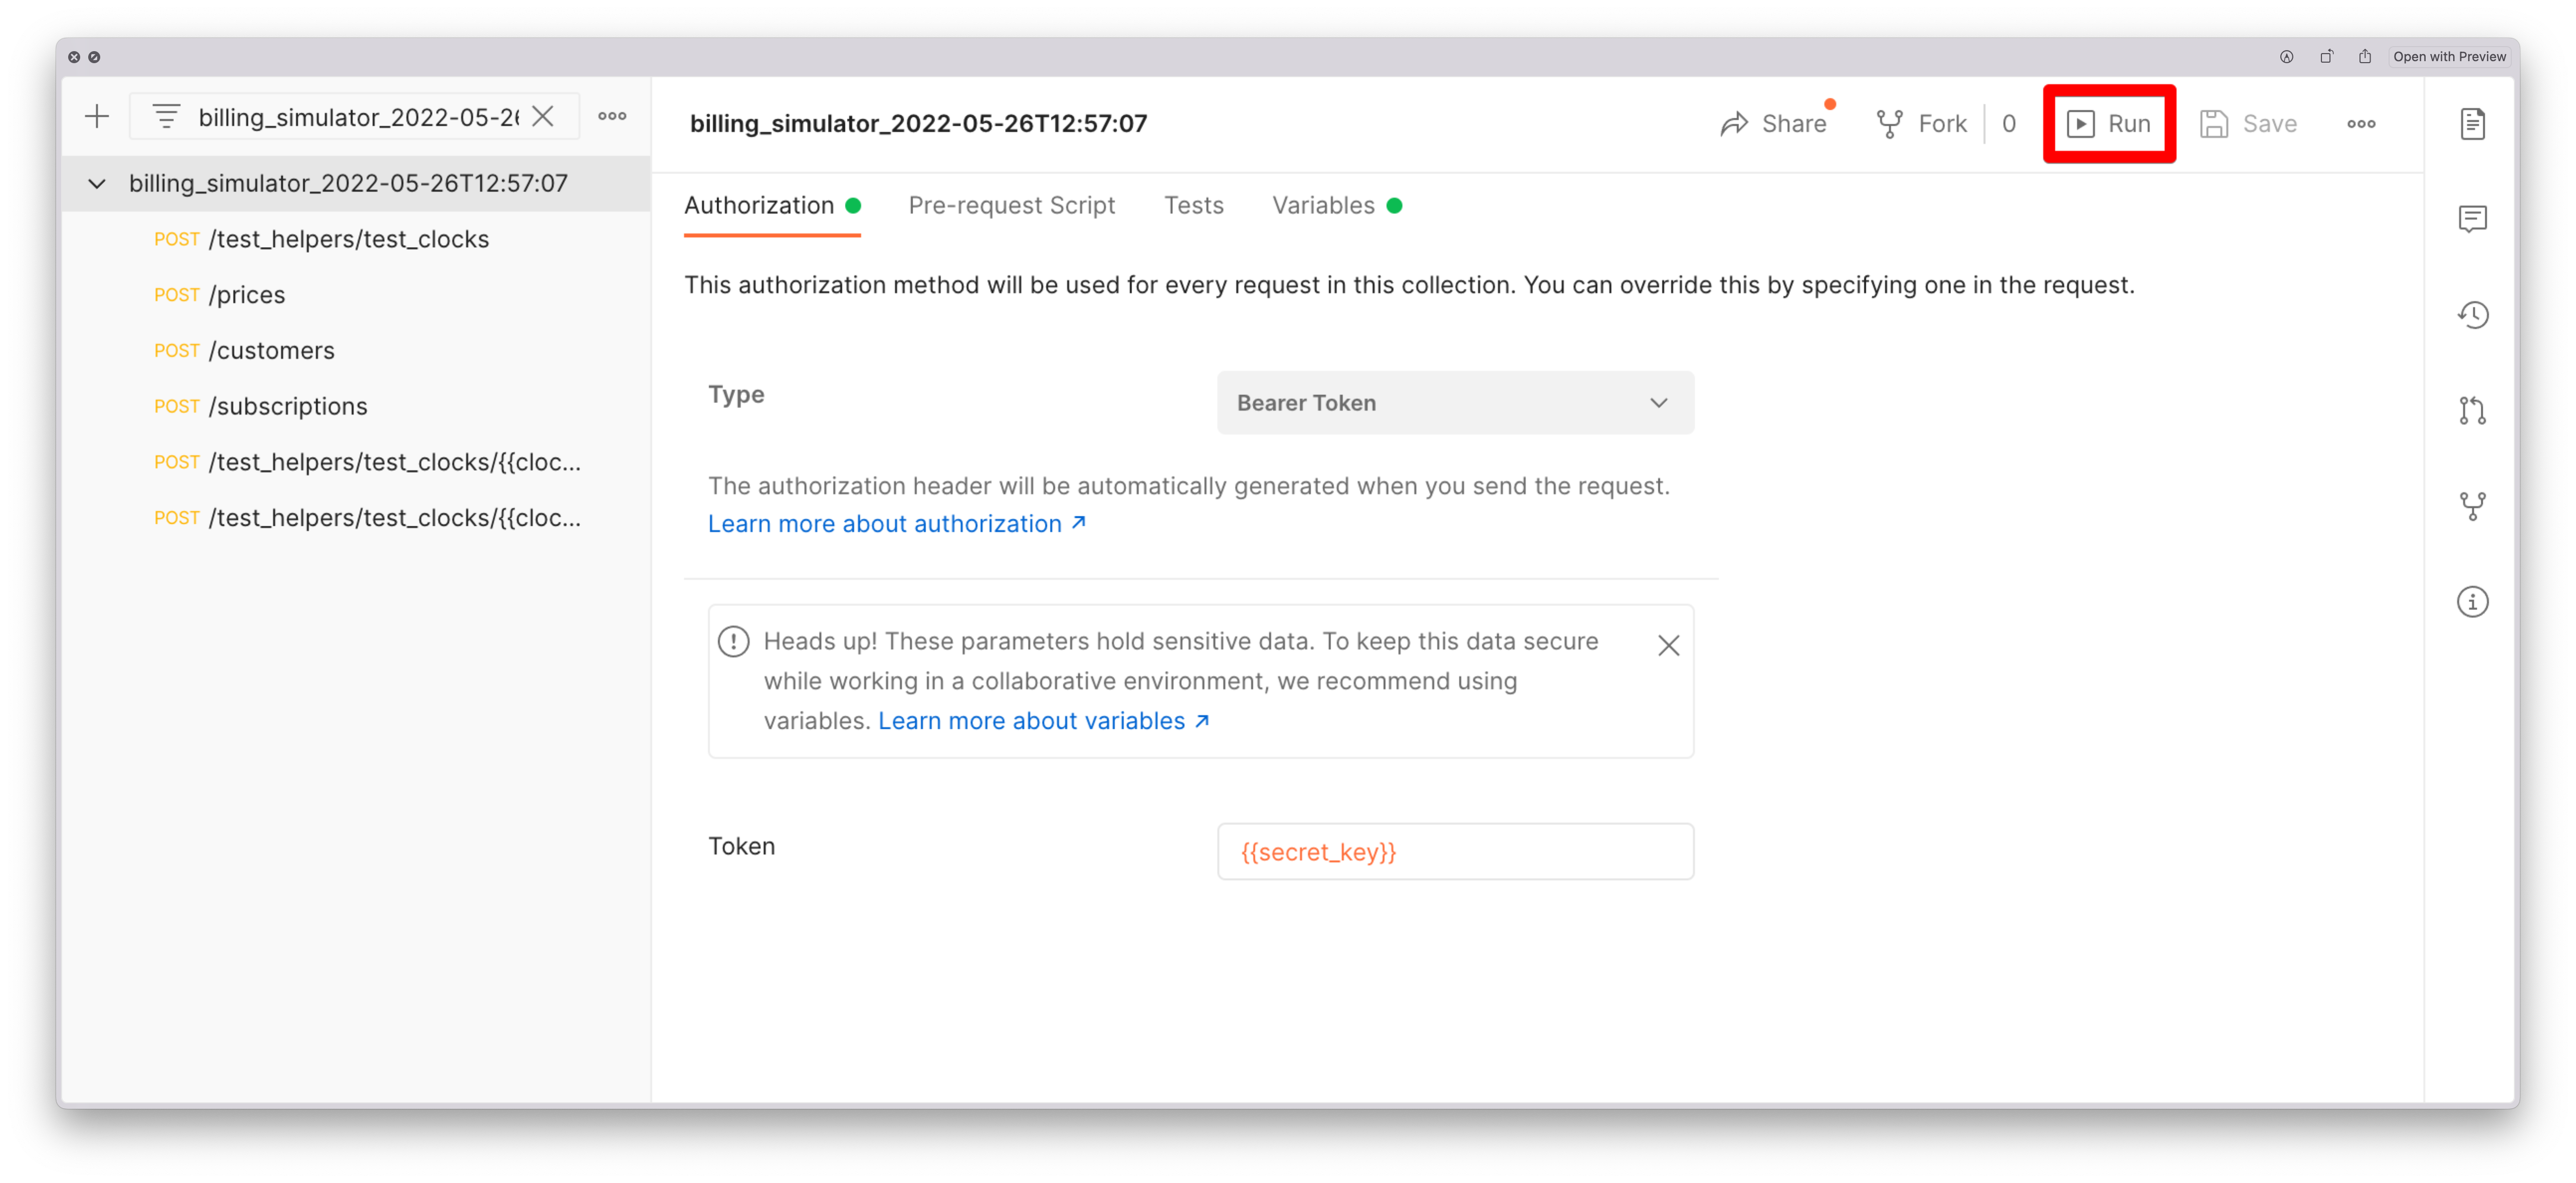 Open with Preview
billing_simulator_2022-05-26
billing_simulator_2022-05-26T12:57:07
POST /test_helpers/test_clocks
POST /prices
POST /customers
POST /subscriptions
POST /test_helpers/test_clocks/{{cloc...
POST /test_helpers/test_clocks/{{cloc...
billing_simulator_2022-05-26T12:57:07
Share
Fork 0
Run
Save
Authorization
Pre-request Script
Tests
Variables
This authorization method will be used for every request in this collection. You can override this by specifying one in the request.
Type
Bearer Token
The authorization header will be automatically generated when you send the request.
Learn more about authorization ↗
Heads up! These parameters hold sensitive data. To keep this data secure
while working in a collaborative environment, we recommend using
variables. Learn more about variables ↗
Token
{{secret_key}}